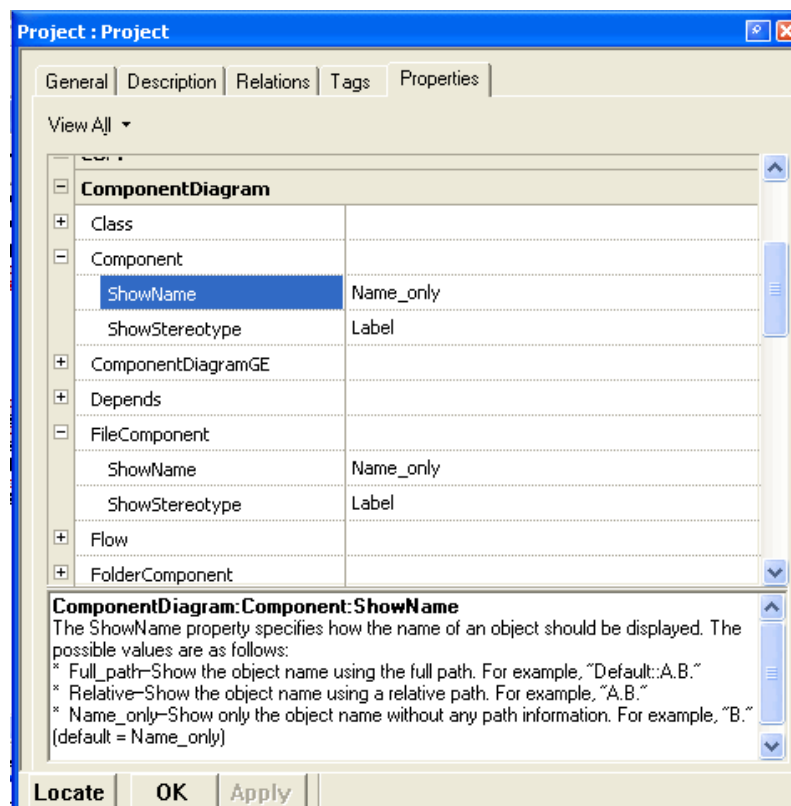 Project : Project
General Description Relations Tags Properties
View All
ComponentDiagram
Class
Component
ShowName Name_only
ShowStereotype Label
ComponentDiagramGE
Depends
FileComponent
ShowName Name_only
ShowStereotype Label
Flow
FolderComponent
ComponentDiagram:Component:ShowName
The ShowName property specifies how the name of an object should be displayed. The
possible values are as follows:
* Full_path–Show the object name using the full path. For example, "Default::A.B."
* Relative–Show the object name using a relative path. For example, "A.B."
* Name_only–Show only the object name without any path information. For example, "B."
(default = Name_only)
Locate OK Apply